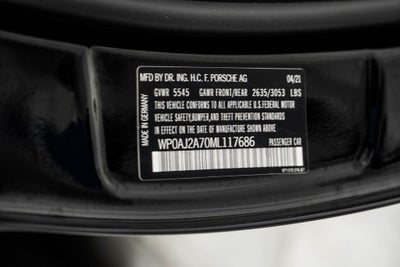 MFD BY DR. ING. H.C. F. PORSCHE AG 04/21
GVWR 5545 GAWR FRONT/REAR 2635/3053 LBS
THIS VEHICLE CONFORMS TO ALL APPLICABLE U.S.FEDERAL MOTOR
VEHICLE SAFETY,BUMPER,AND THEFT PREVENTION STANDARDS IN
EFFECT ON THE DATE OF MANUFACTURE SHOWN ABOVE.
WP0AJ2A70ML117686 PASSENGER CAR
MADE IN GERMANY